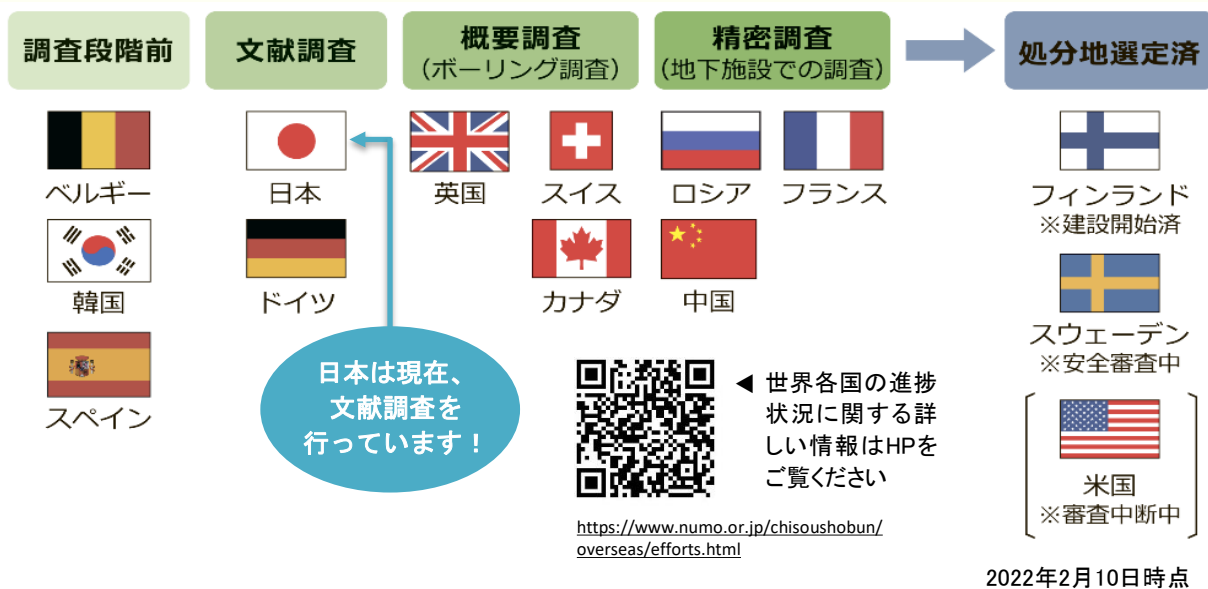 調査段階前
文献調査
概要調査
（ボーリング調査）
精密調査
（地下施設での調査）
処分地選定済
ベルギー
日本
英国
スイス
ロシア
フランス
フィンランド
※建設開始済
韓国
ドイツ
カナダ
中国
スウェーデン
※安全審査中
スペイン
日本は現在、
文献調査を
行っています！
◀ 世界各国の進捗
状況に関する詳
しい情報はHPを
ご覧ください
https://www.numo.or.jp/chisoushobun/
overseas/efforts.html
米国
※審査中断中
2022年2月10日時点